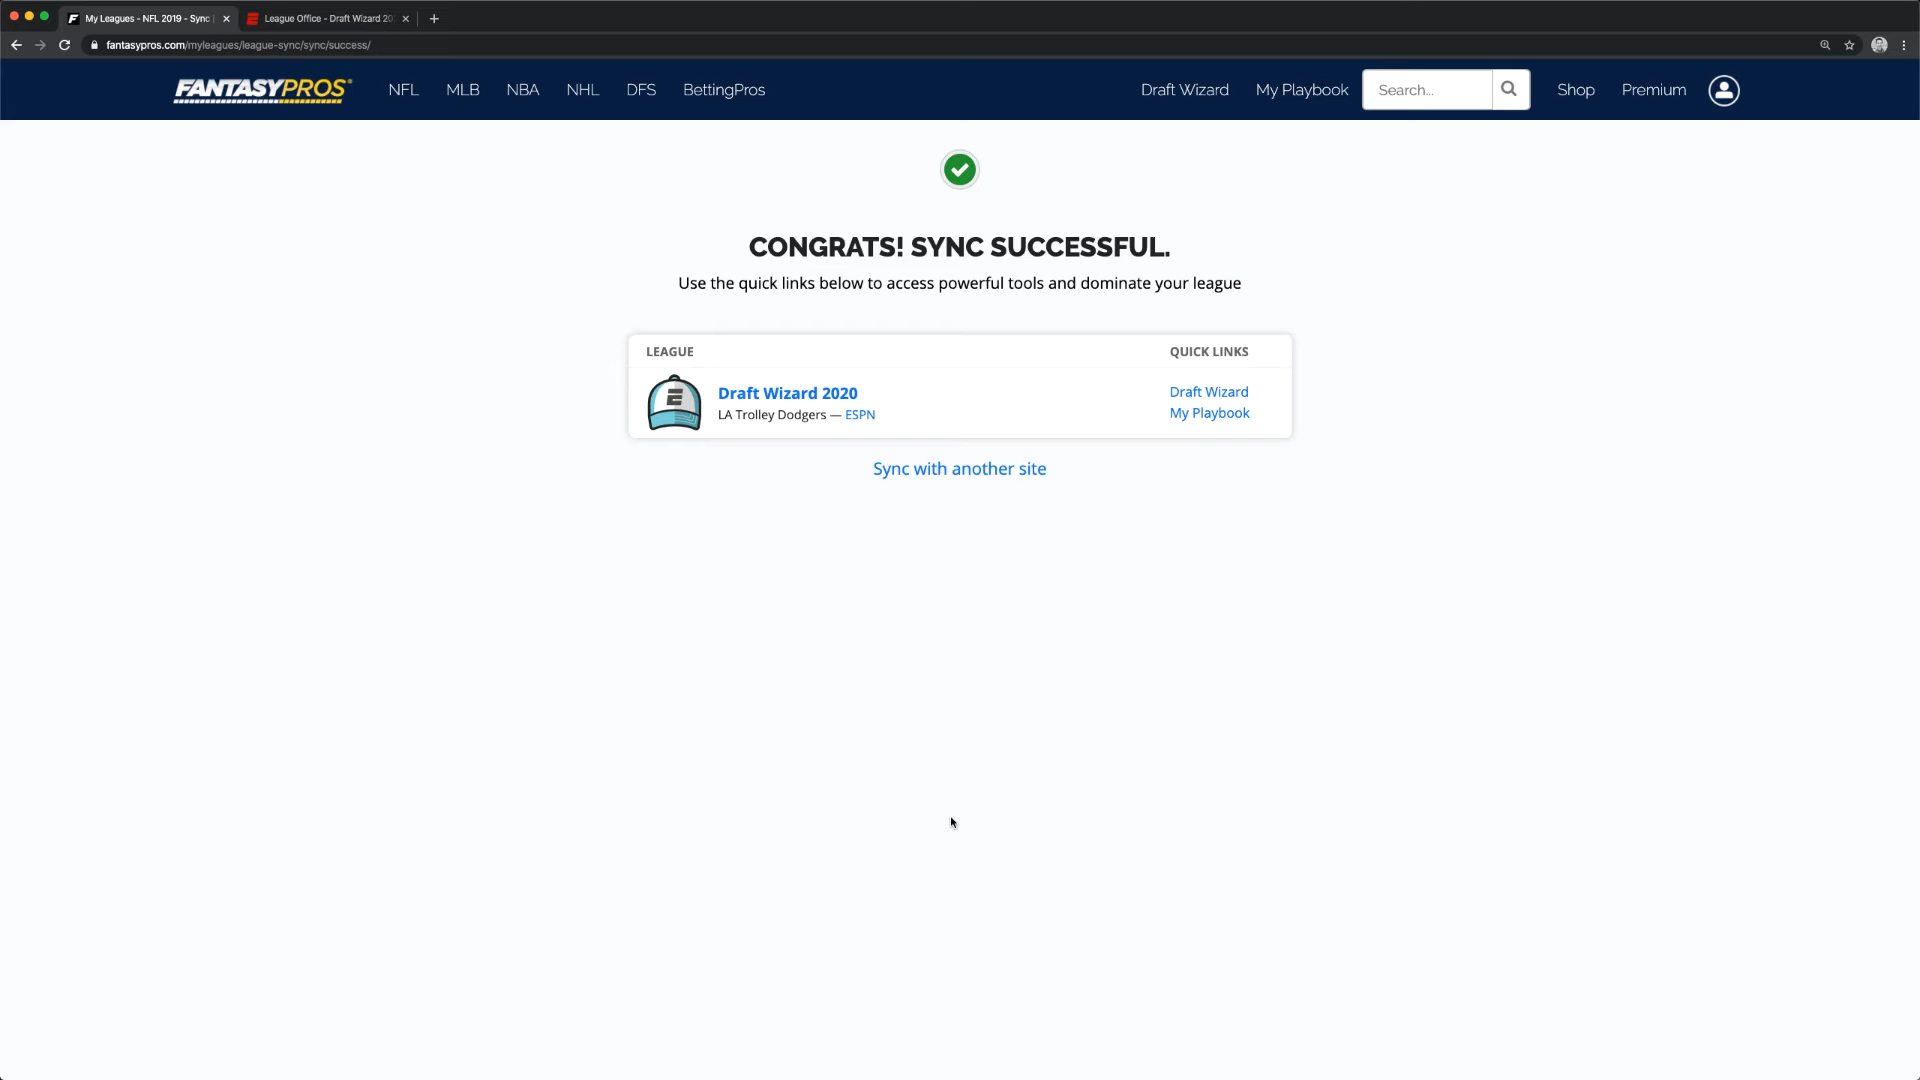 My Leagues - NFL 2019 - Sync |
League Office - Draft Wizard 20
fantasypros.com/myleagues/league-sync/sync/success/
FANTASYPROS
NFL MLB NBA NHL DFS BettingPros Draft Wizard My Playbook Search... Shop Premium
CONGRATS! SYNC SUCCESSFUL.
Use the quick links below to access powerful tools and dominate your league
LEAGUE QUICK LINKS
Draft Wizard 2020 Draft Wizard
LA Trolley Dodgers — ESPN My Playbook
Sync with another site